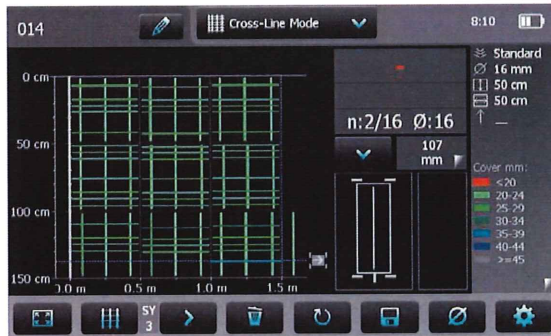 014
Cross-Line Mode
8:10
0 cm
50 cm
100 cm
150 cm
0.0 m 0.5 m 1.0 m 1.5 m
n:2/16 Ø:16
107
mm
Standard
Ø 16 mm
50 cm
50 cm
Cover mm:
≤20
20-24
25-29
30-34
35-39
40-44
>=45
SY
3